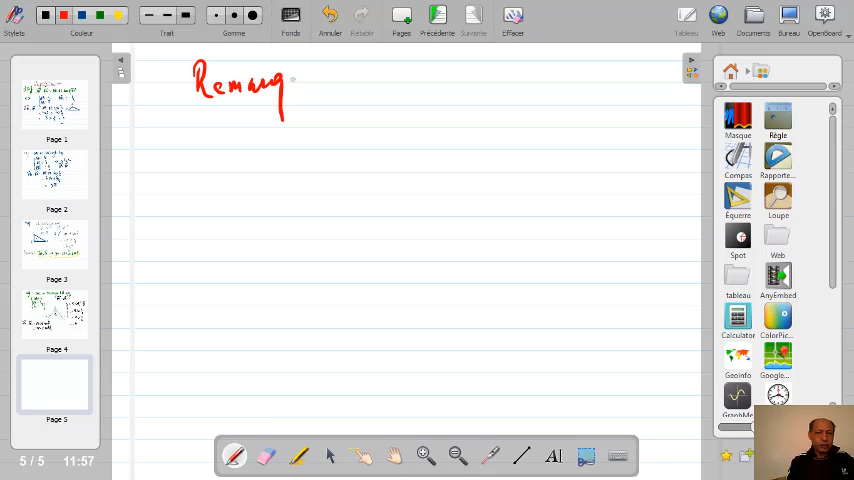 Stylets
Couleur
Gomme
Fonds
Annuler
Rétablir
Pages
Précédente
Suivante
Effacer
Tableau
Web
Documents
Bureau
OpenBoard
Remarq
Page 1
Page 2
Page 3
Page 4
Page 5
5 / 5
11:57
Masque
Règle
Compas
Rapporte...
Équerre
Loupe
Spot
Web
tableau
AnyEmbed
Calculator
ColorPic...
Geoinfo
Google...
GraphMe